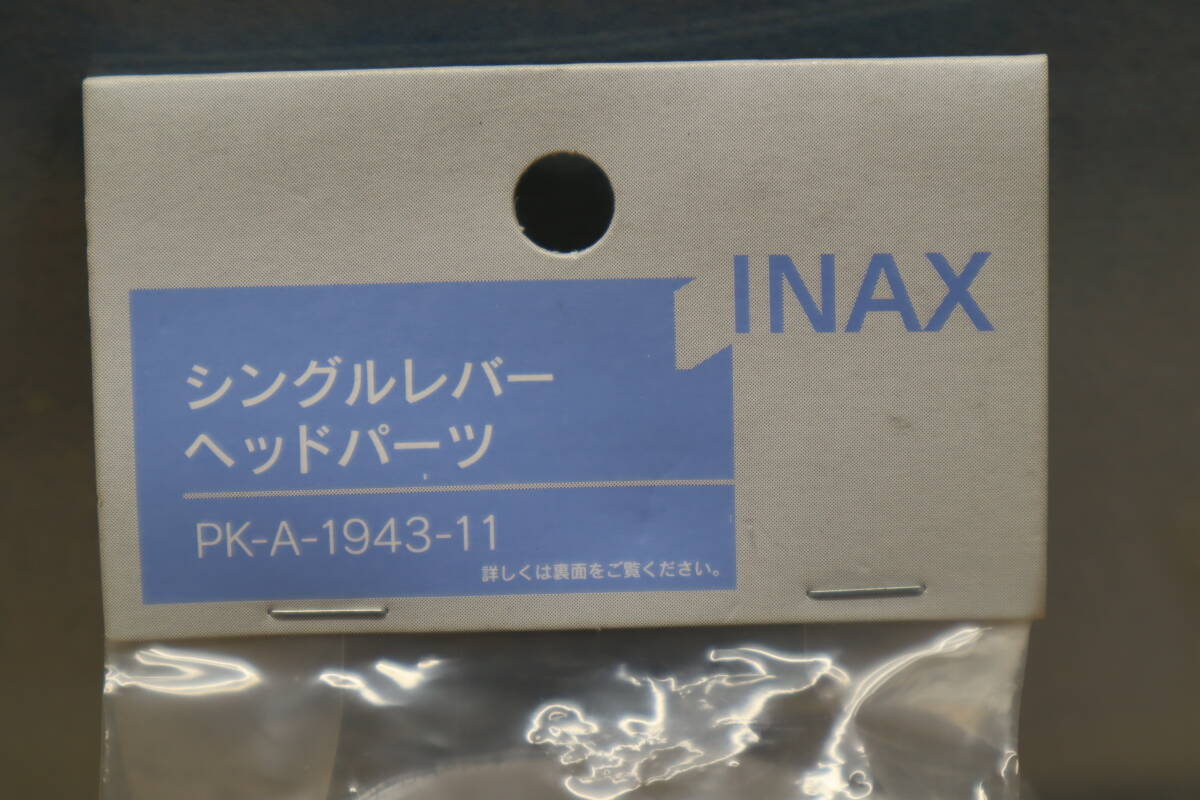 INAX
シングルレバー
ヘッドパーツ
PK-A-1943-11
詳しくは裏面をご覧ください。